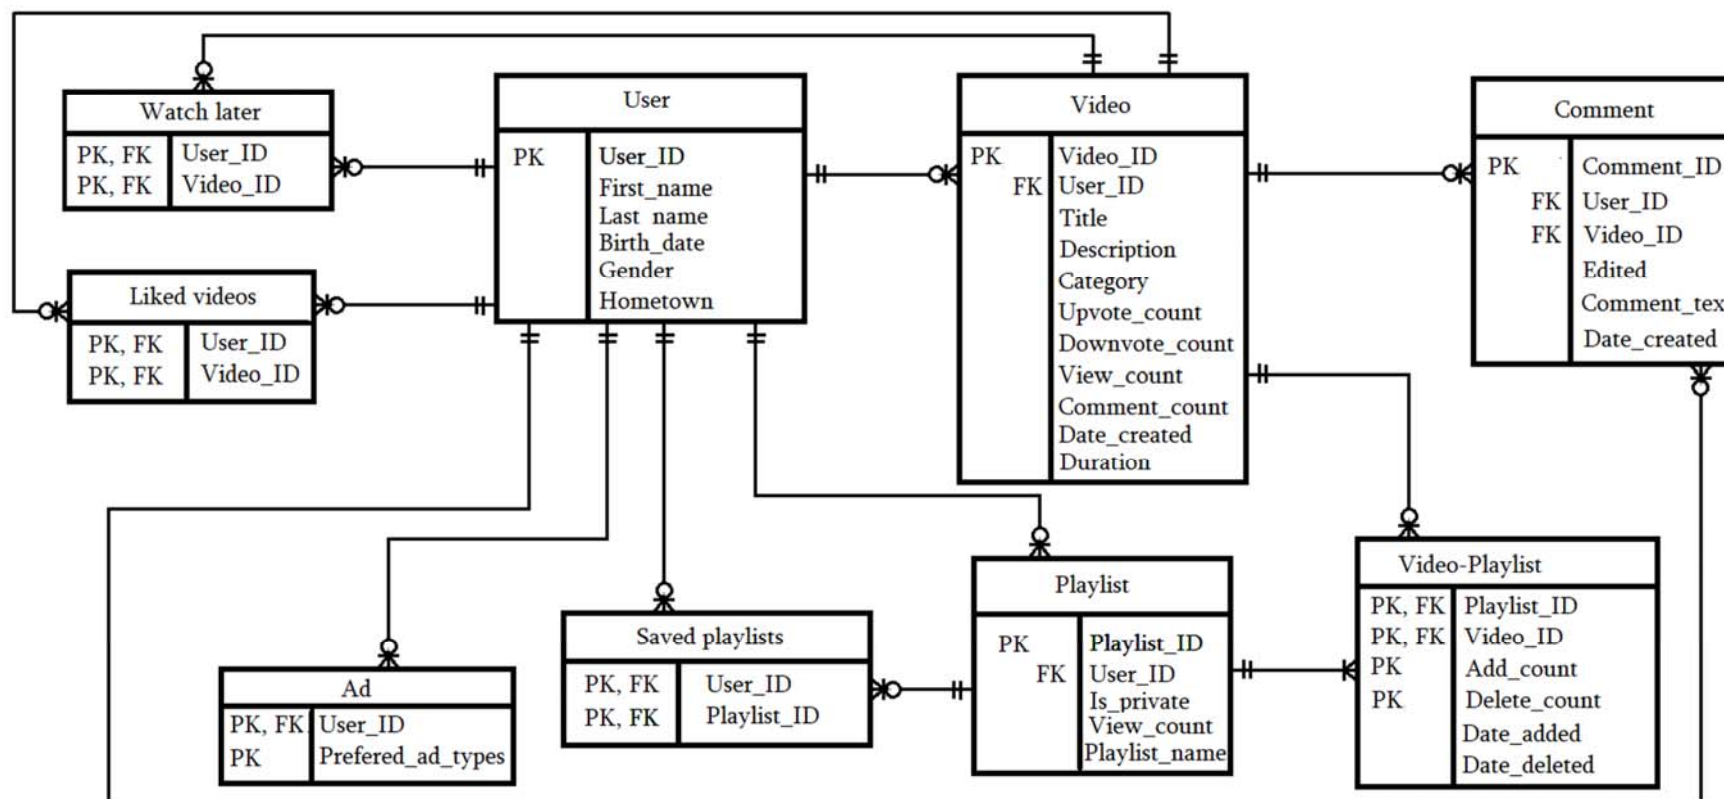 Watch later
PK, FK User_ID
PK, FK Video_ID
User
PK User_ID
First_name
Last_name
Birth_date
Gender
Hometown
Video
PK Video_ID
FK User_ID
Title
Description
Category
Upvote_count
Downvote_count
View_count
Comment_count
Date_created
Duration
Comment
PK Comment_ID
FK User_ID
FK Video_ID
Edited
Comment_tex
Date_created
Liked videos
PK, FK User_ID
PK, FK Video_ID
Ad
PK, FK User_ID
PK Prefered_ad_types
Saved playlists
PK, FK User_ID
PK, FK Playlist_ID
Playlist
PK Playlist_ID
FK User_ID
Is_private
View_count
Playlist_name
Video-Playlist
PK, FK Playlist_ID
PK, FK Video_ID
PK Add_count
PK Delete_count
Date_added
Date_deleted